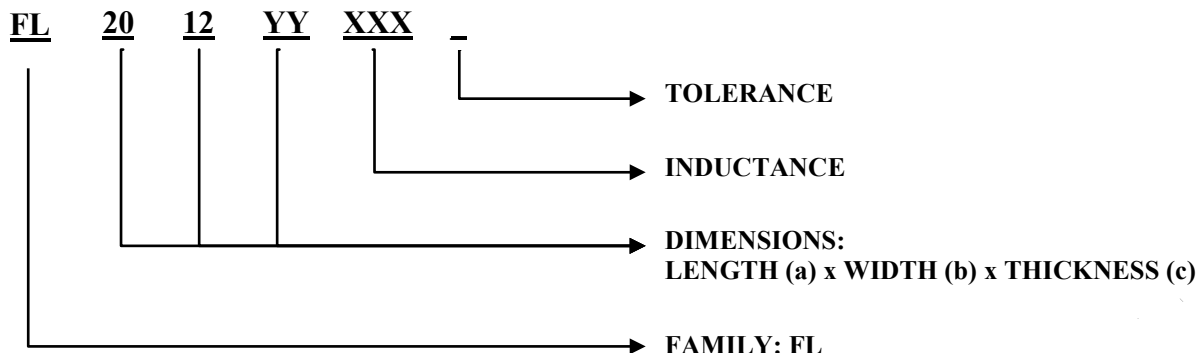 FL 20 12 YY XXX _
TOLERANCE
INDUCTANCE
DIMENSIONS:
LENGTH (a) x WIDTH (b) x THICKNESS (c)
FAMILY: FL